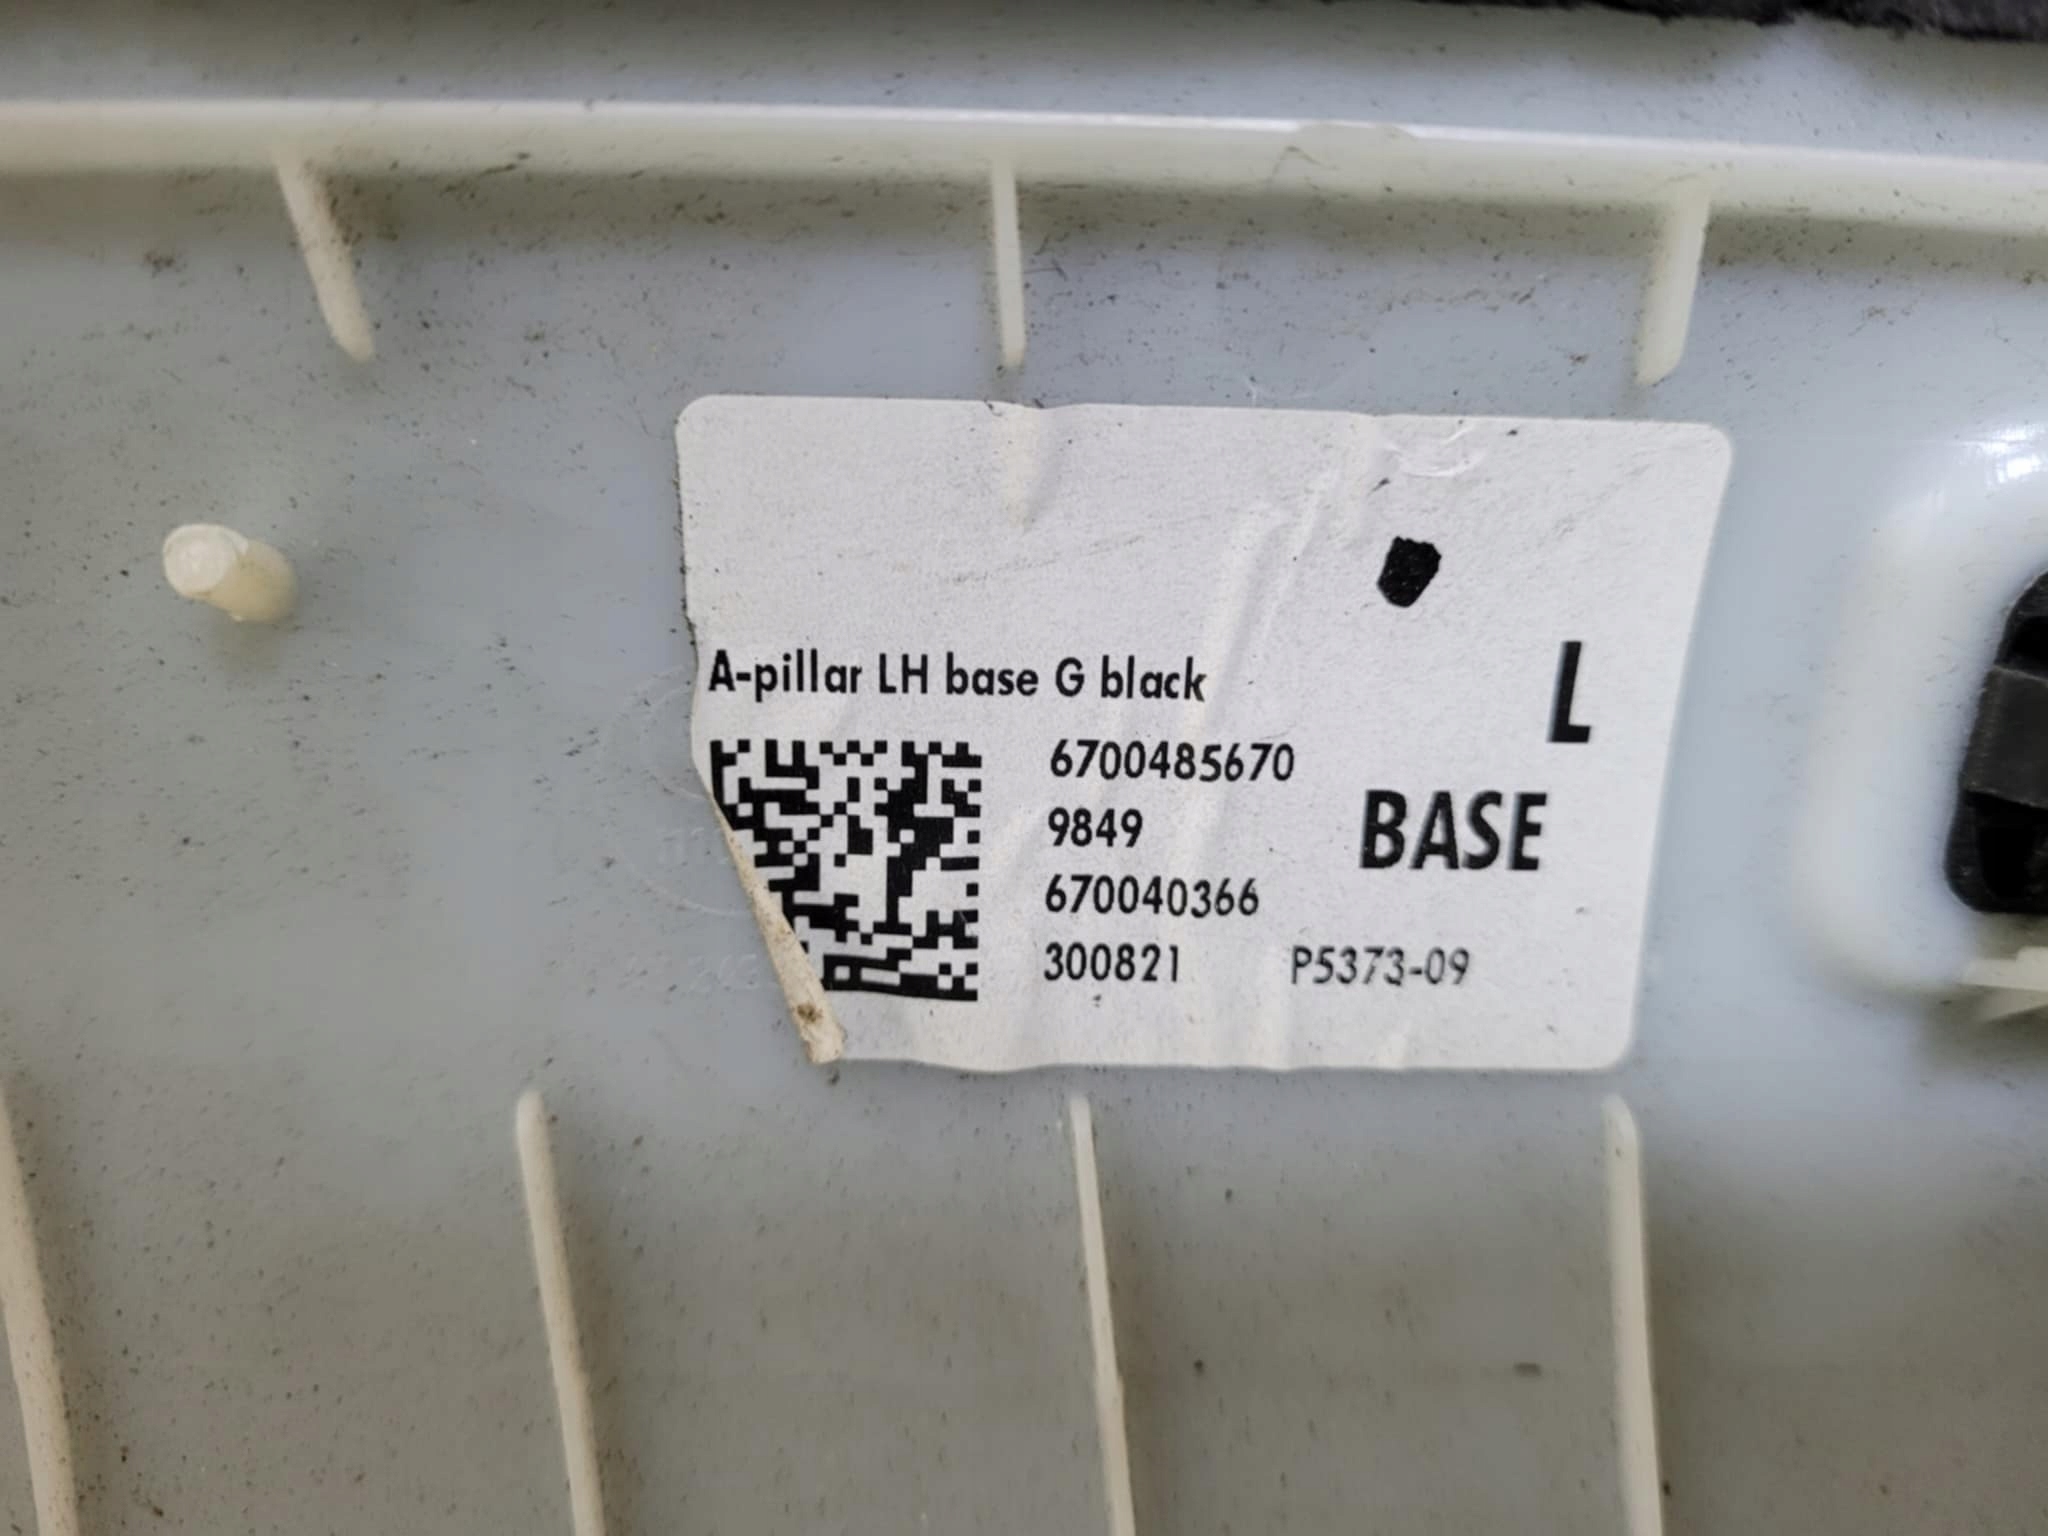 A-pillar LH base G black
L
6700485670
9849
BASE
670040366
300821 P5373-09